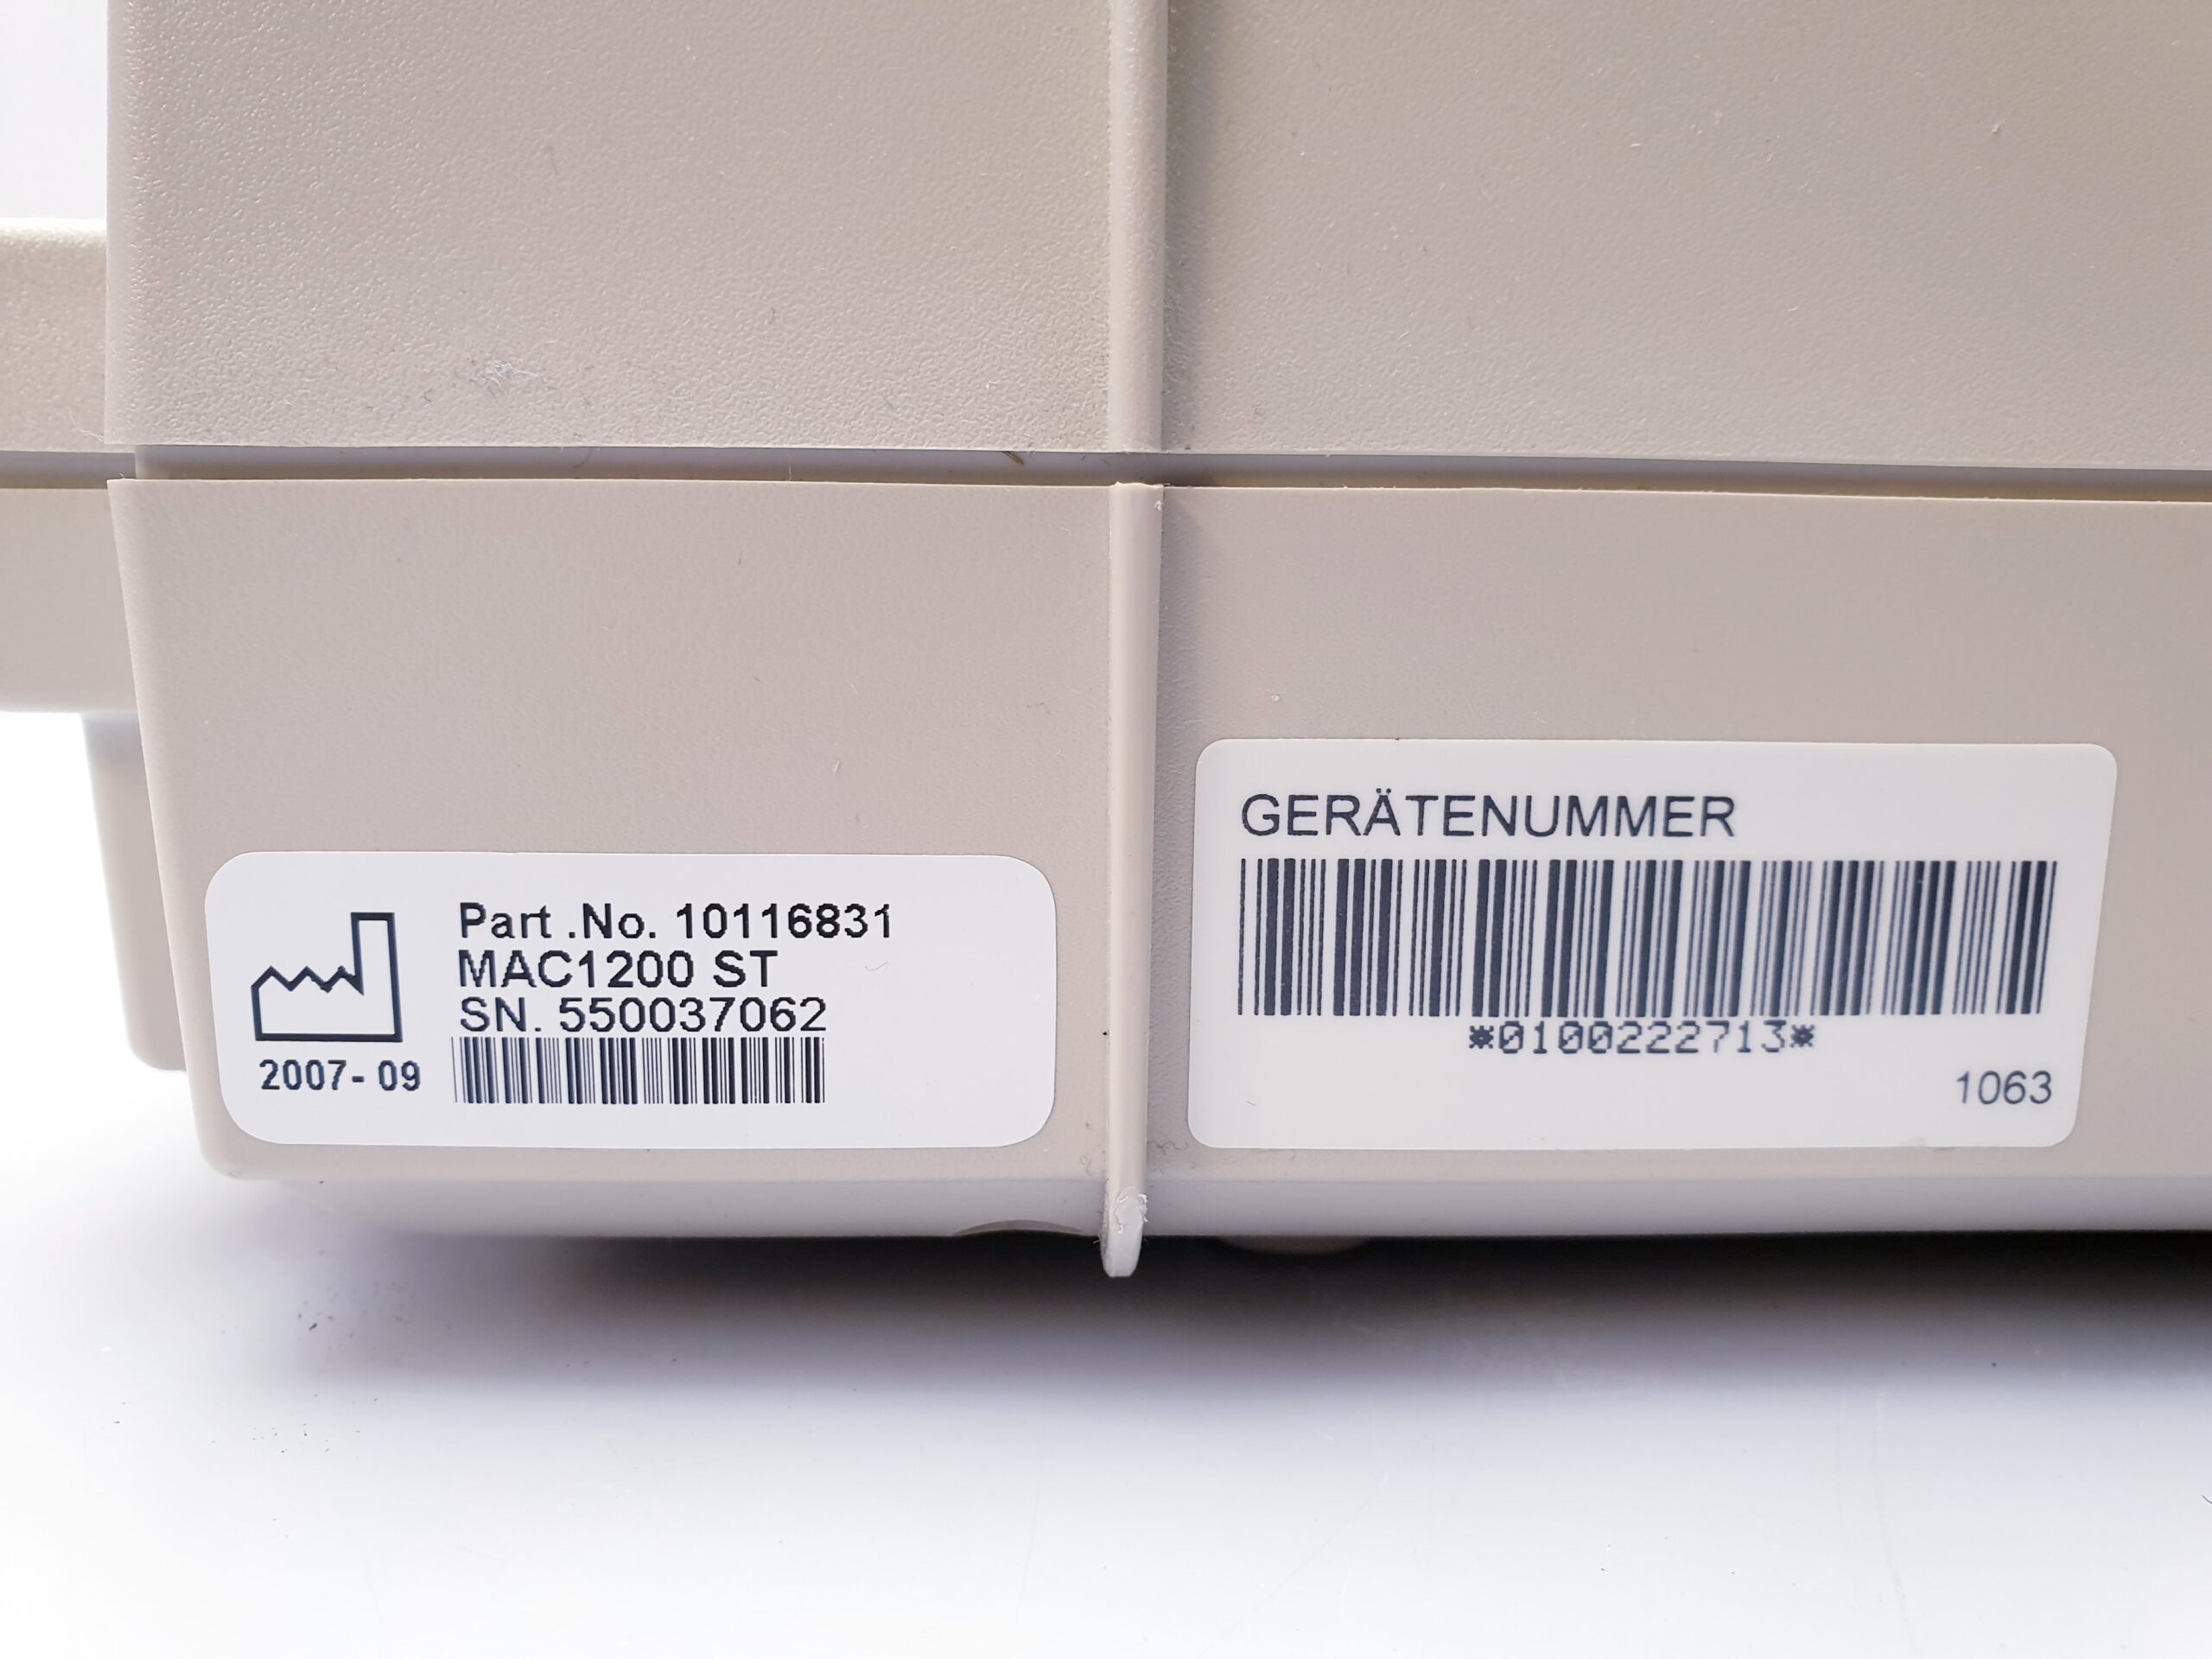 Part .No. 10116831
MAC1200 ST
SN. 550037062
2007- 09
GERÄTENUMMER
*0100222713*
1063